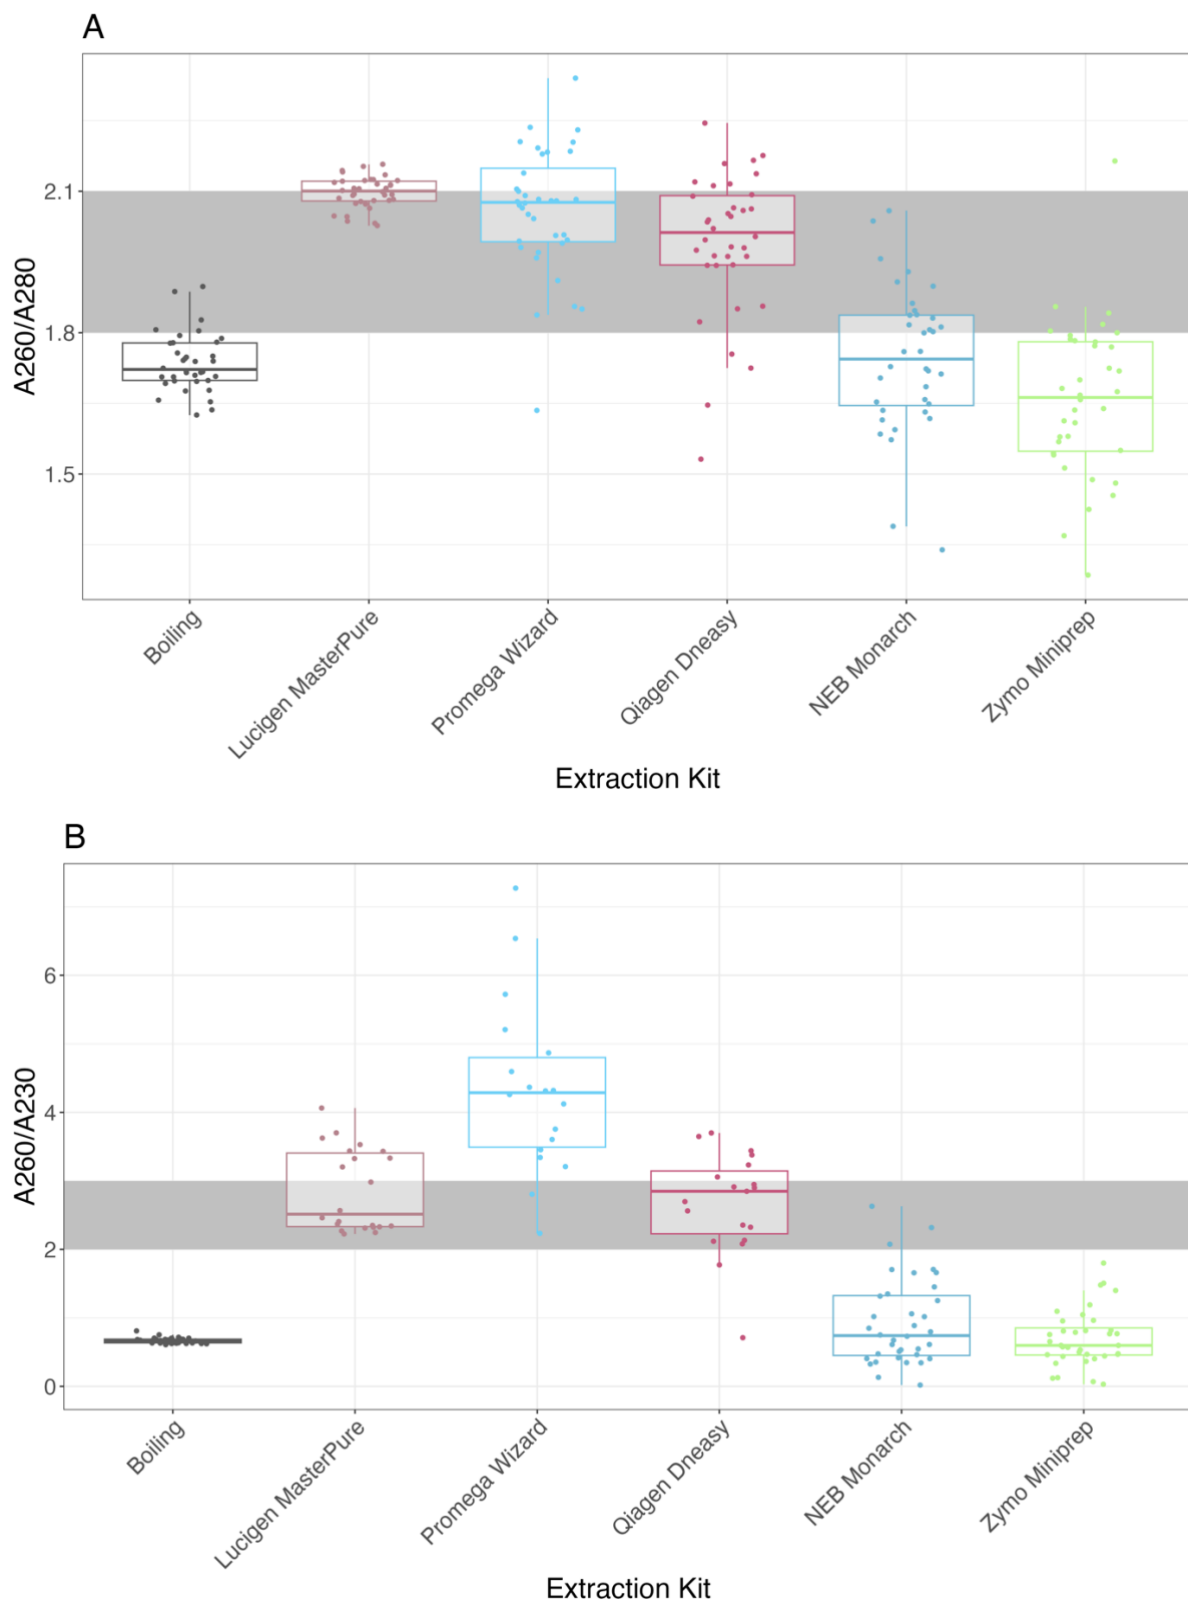 A
A260/A280
2.1
1.8
1.5
Boiling
Lucigen MasterPure
Promega Wizard
Qiagen Dneasy
NEB Monarch
Zymo Miniprep
Extraction Kit
B
A260/A230
6
4
2
0
Boiling
Lucigen MasterPure
Promega Wizard
Qiagen Dneasy
NEB Monarch
Zymo Miniprep
Extraction Kit